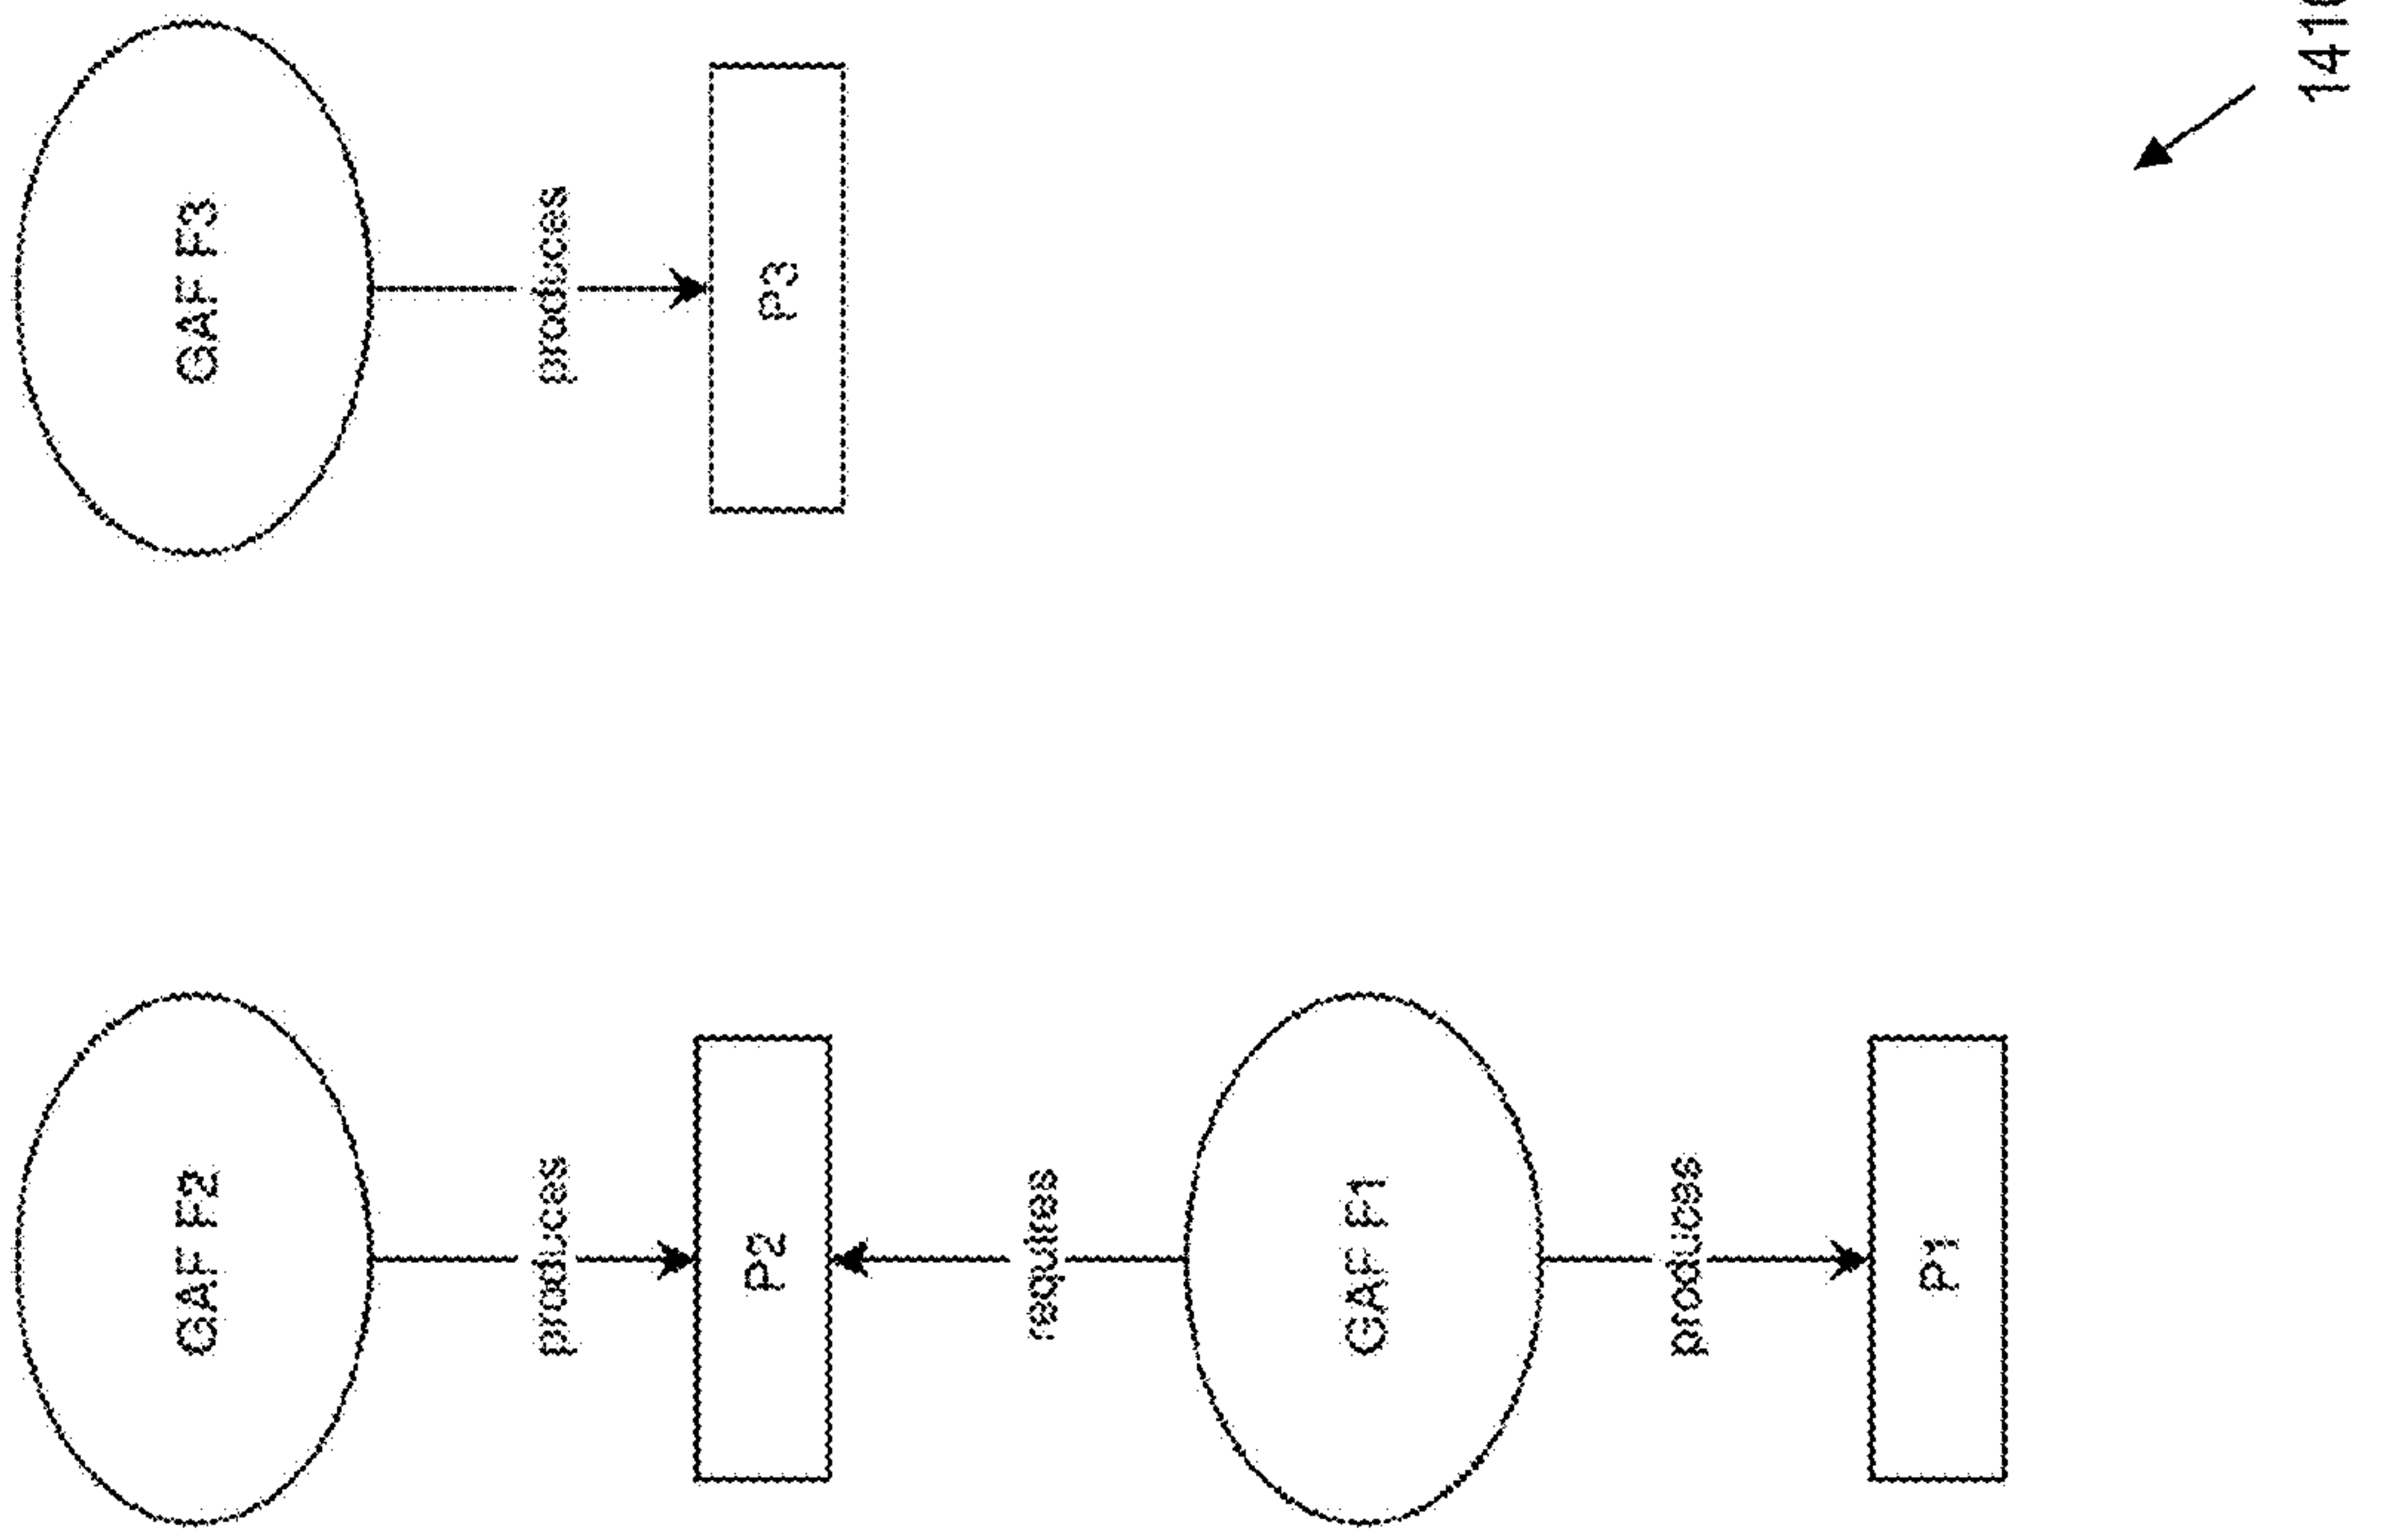 GAF F2
GAF F3
produces
produces
P2
P3
requires
GAF F1
produces
P1